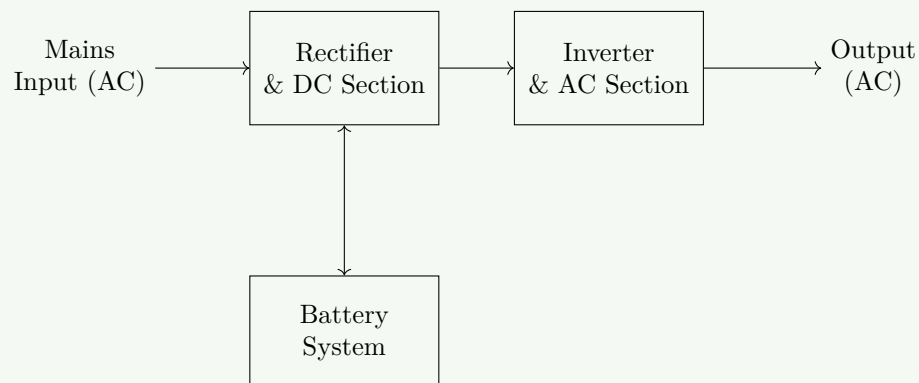 Mains
Input (AC)
Rectifier
& DC Section
Inverter
& AC Section
Output
(AC)
Battery
System